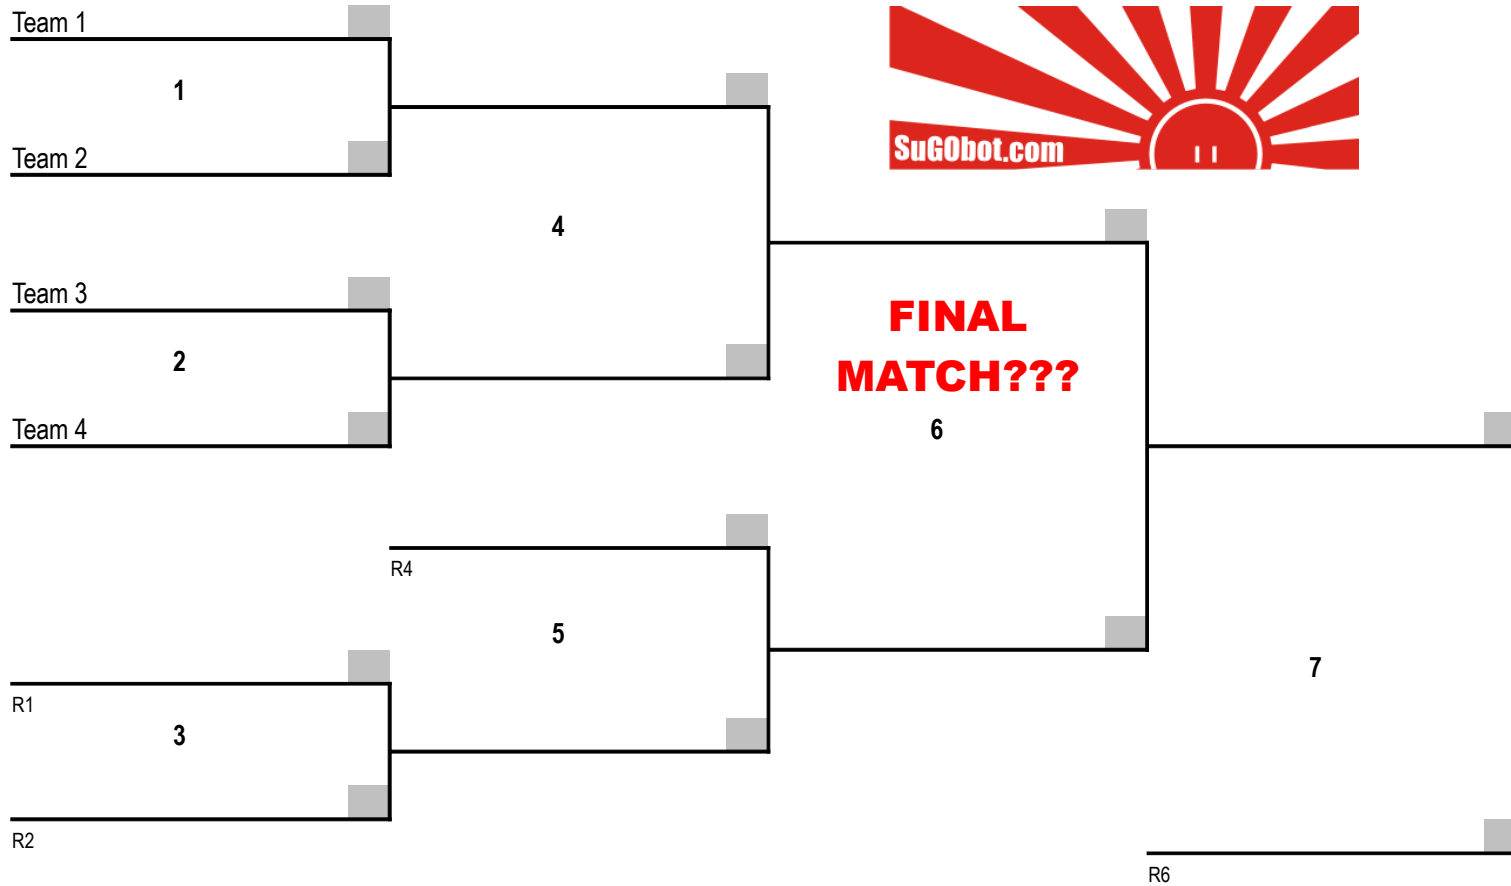 Team 1
1
Team 2
SuGObot.com
4
Team 3
FINAL
MATCH???
2
6
Team 4
R4
5
7
R1
3
R2
R6